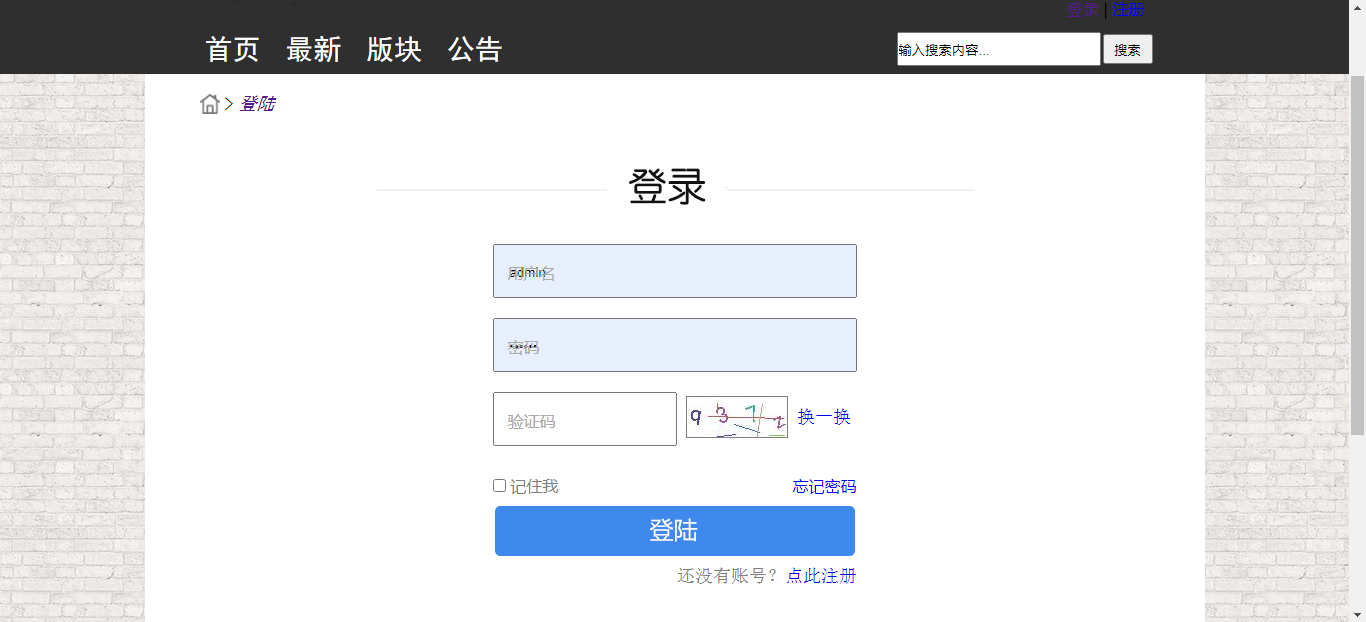 登录 | 注册
首页 最新 版块 公告
输入搜索内容... 搜索
> 登陆
登录
用户名 admin
密码
验证码 9 3 7 2 换一换
记住我 忘记密码
登陆
还没有账号？点此注册